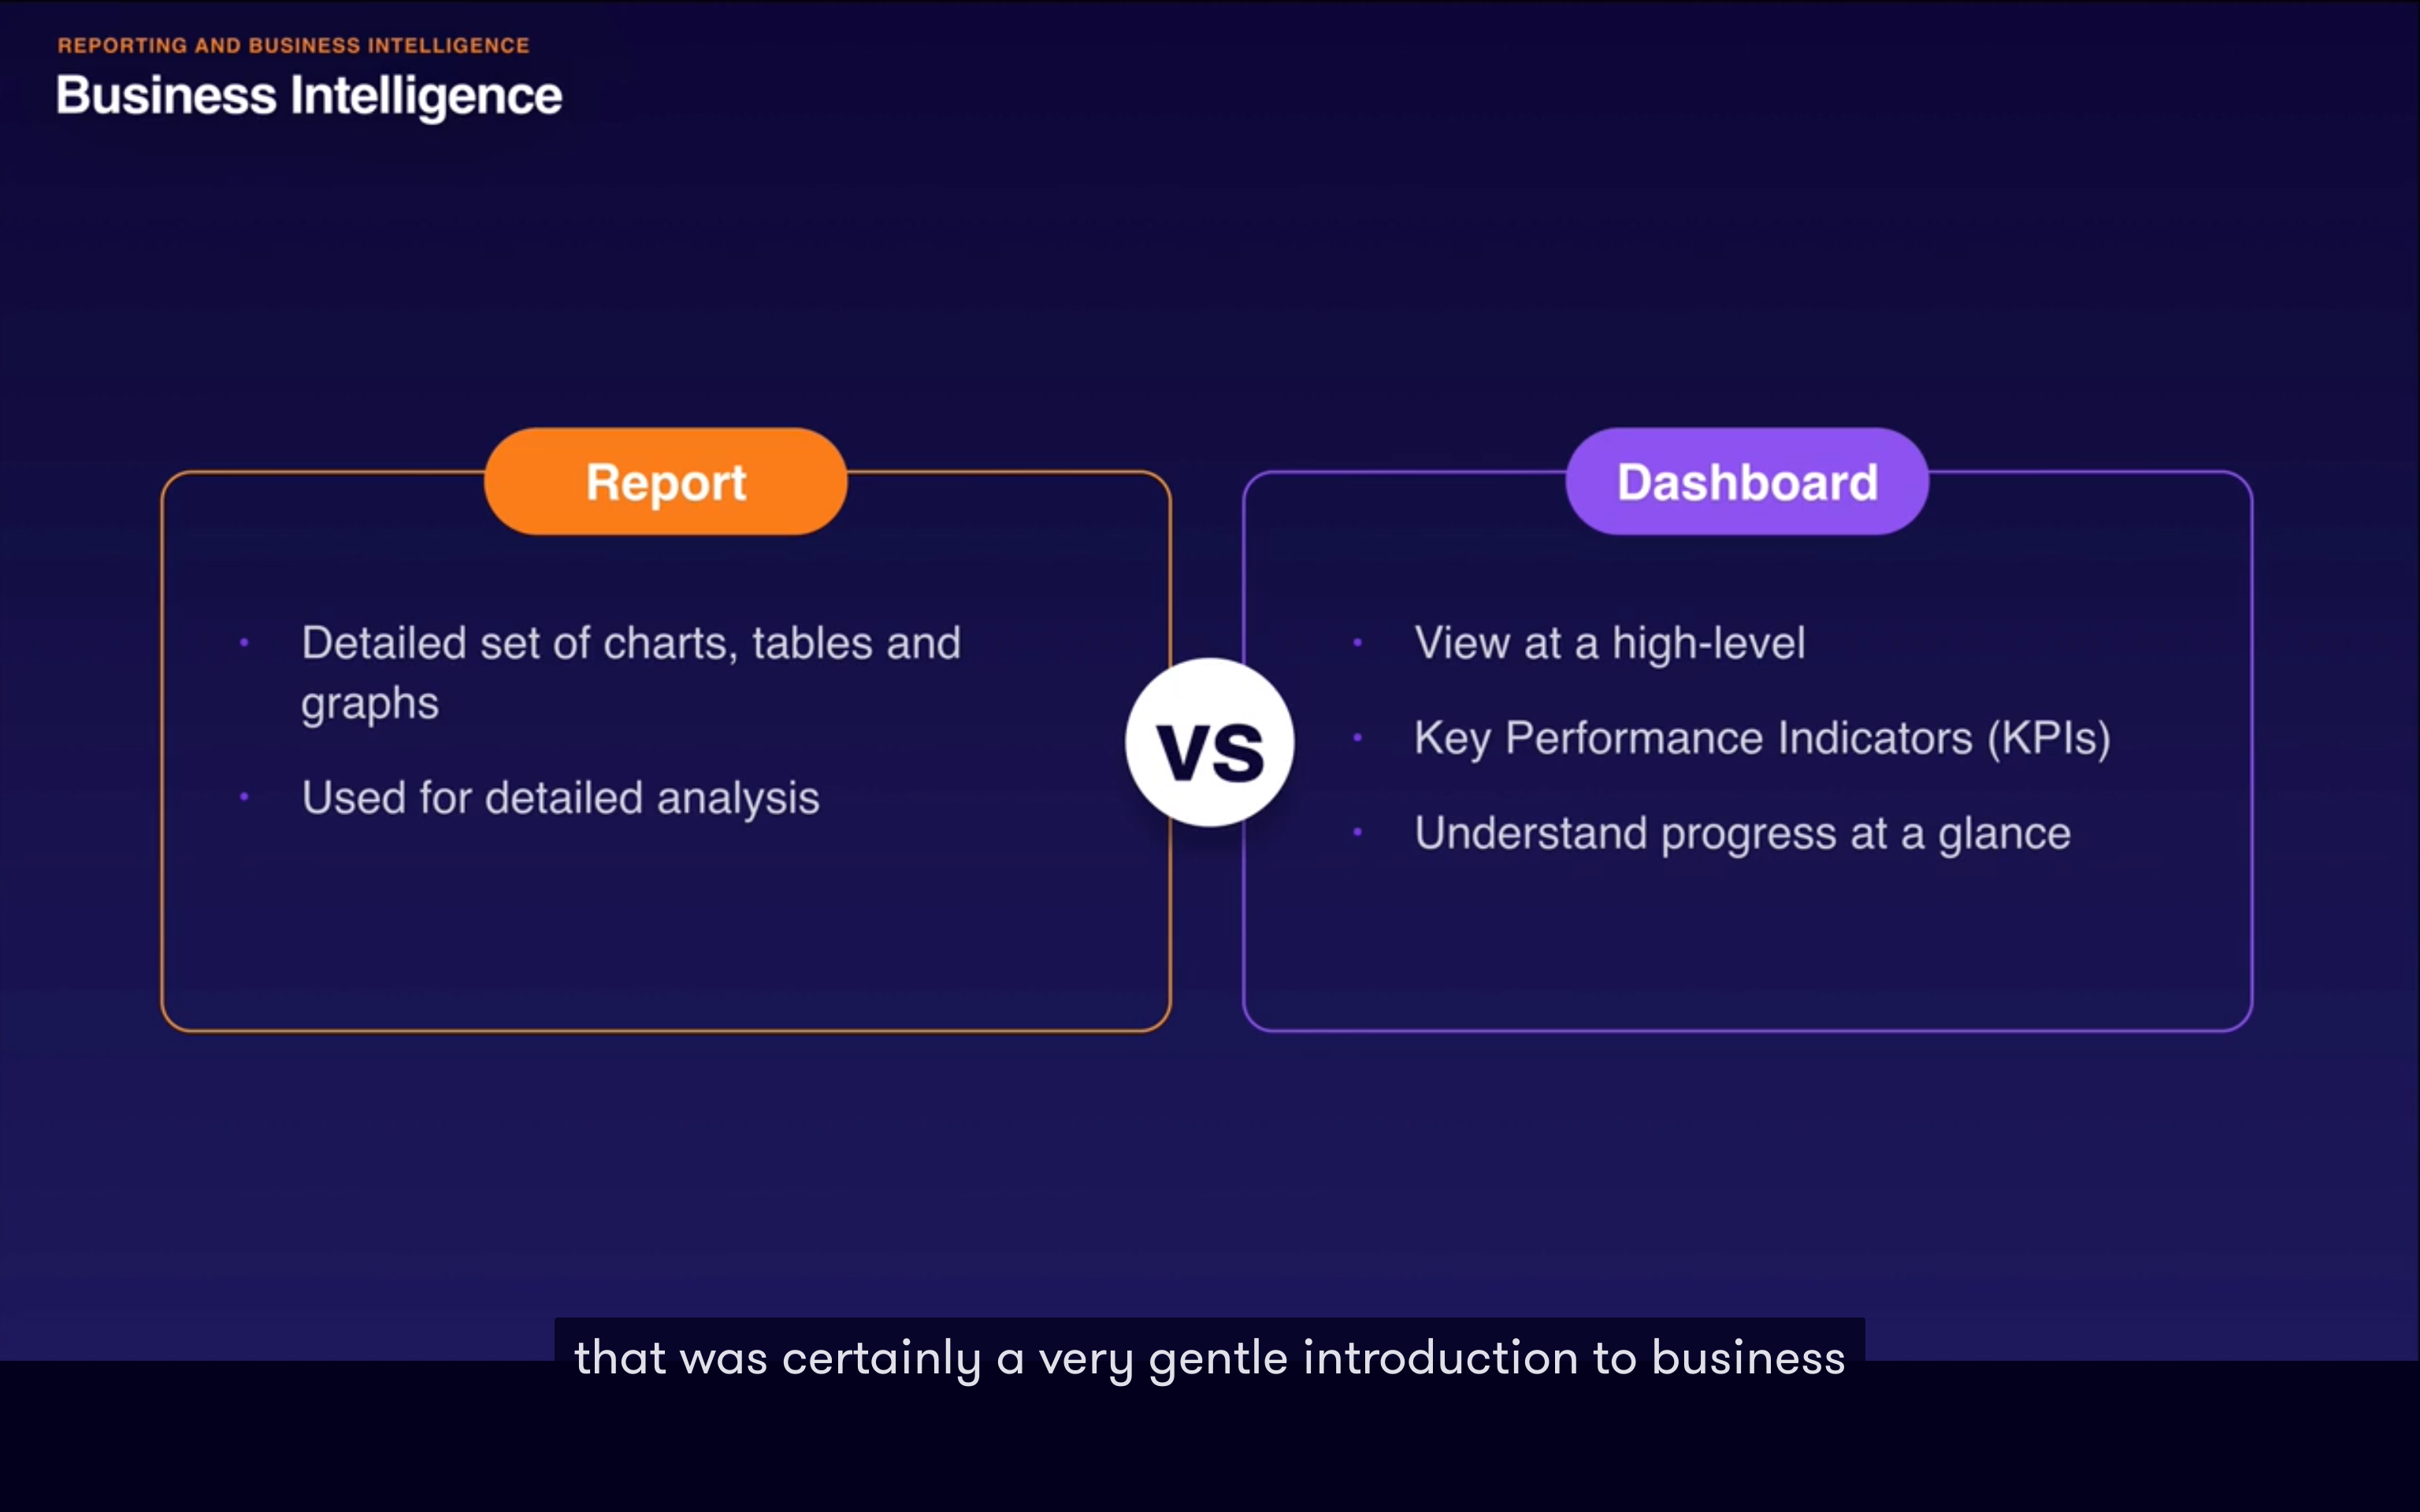 REPORTING AND BUSINESS INTELLIGENCE
Business Intelligence
Report
Detailed set of charts, tables and
graphs
Used for detailed analysis
VS
Dashboard
View at a high-level
Key Performance Indicators (KPIs)
Understand progress at a glance
that was certainly a very gentle introduction to business